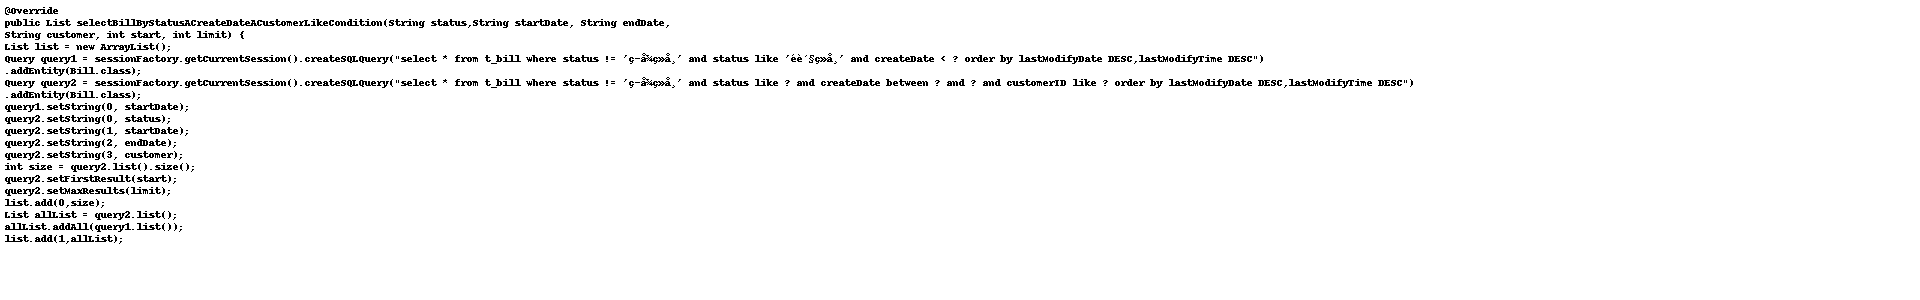 @Override
public List selectBillByStatusACreateDateACustomerLikeCondition(String status,String startDate, String endDate,
String customer, int start, int limit) {
List list = new ArrayList();
Query query1 = sessionFactory.getCurrentSession().createSQLQuery("select * from t_bill where status != ' ' and status like ' ' and createDate < ? order by lastModifyDate DESC,lastModifyTime DESC")
.addEntity(Bill.class);
Query query2 = sessionFactory.getCurrentSession().createSQLQuery("select * from t_bill where status != ' ' and status like ? and createDate between ? and ? and customerID like ? order by lastModifyDate DESC,lastModifyTime DESC")
.addEntity(Bill.class);
query1.setString(0, startDate);
query2.setString(0, status);
query2.setString(1, startDate);
query2.setString(2, endDate);
query2.setString(3, customer);
int size = query2.list().size();
query2.setFirstResult(start);
query2.setMaxResults(limit);
list.add(0,size);
List allList = query2.list();
allList.addAll(query1.list());
list.add(1,allList);